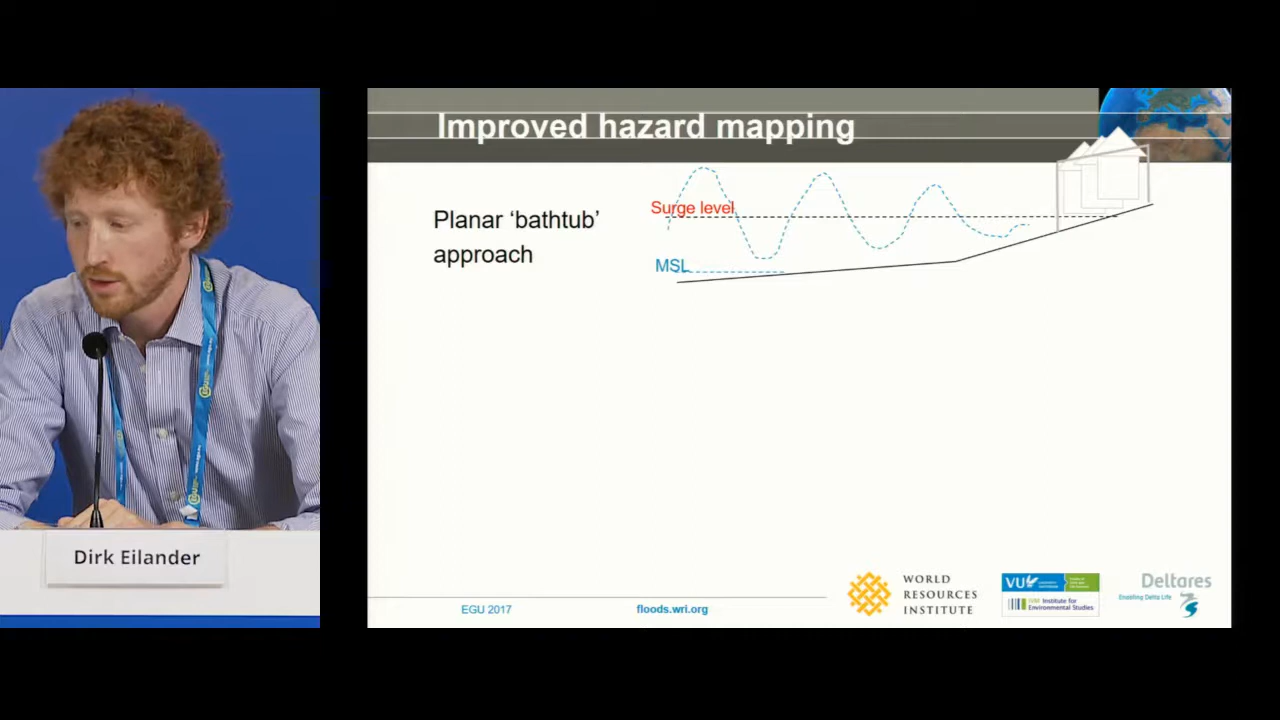 Improved hazard mapping
Planar ‘bathtub’
approach
Surge level
MSL
Dirk Eilander
EGU 2017
floods.wri.org
WORLD
RESOURCES
INSTITUTE
VU
Institute for
Environmental Studies
Deltares
Enabling Delta Life